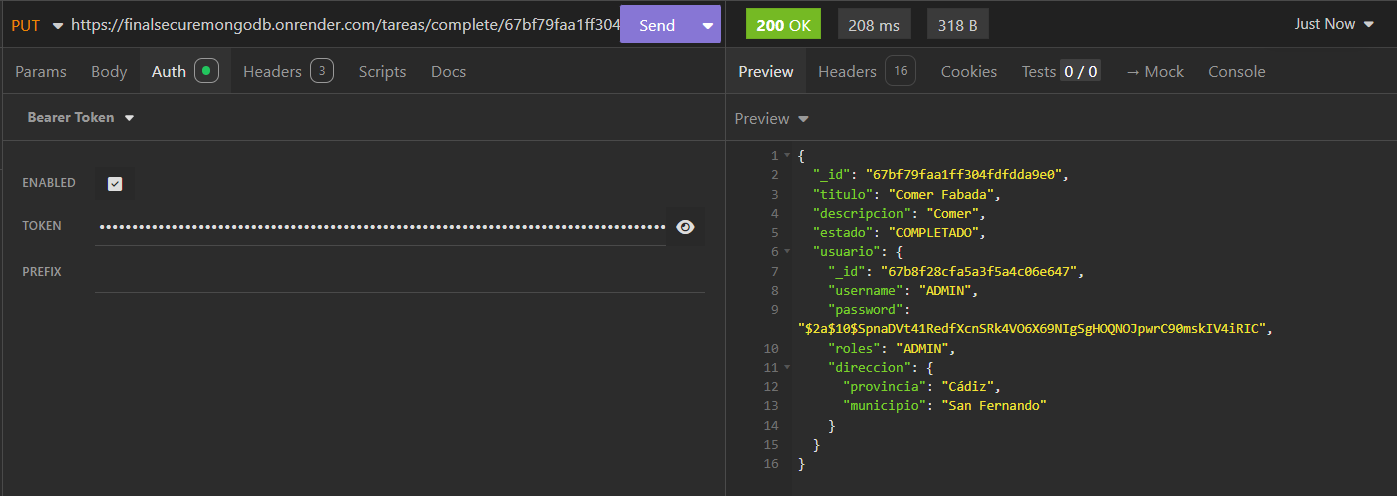 PUT https://finalsecuremongodb.onrender.com/tareas/complete/67bf79faa1ff304 Send 200 OK 208 ms 318 B Just Now
Params Body Auth Headers 3 Scripts Docs Preview Headers 16 Cookies Tests 0 / 0 → Mock Console
Bearer Token
Preview
ENABLED
TOKEN
PREFIX
1 {
2 "_id": "67bf79faa1ff304fdfdda9e0",
3 "titulo": "Comer Fabada",
4 "descripcion": "Comer",
5 "estado": "COMPLETADO",
6 "usuario": {
7 "_id": "67b8f28cfa5a3f5a4c06e647",
8 "username": "ADMIN",
9 "password":
"$2a$10$SpnaDVt41RedfXcnSRk4VO6X69NIgSgHOQNOJpwrC90mskIV4iRIC",
10 "roles": "ADMIN",
11 "direccion": {
12 "provincia": "Cádiz",
13 "municipio": "San Fernando"
14 }
15 }
16 }